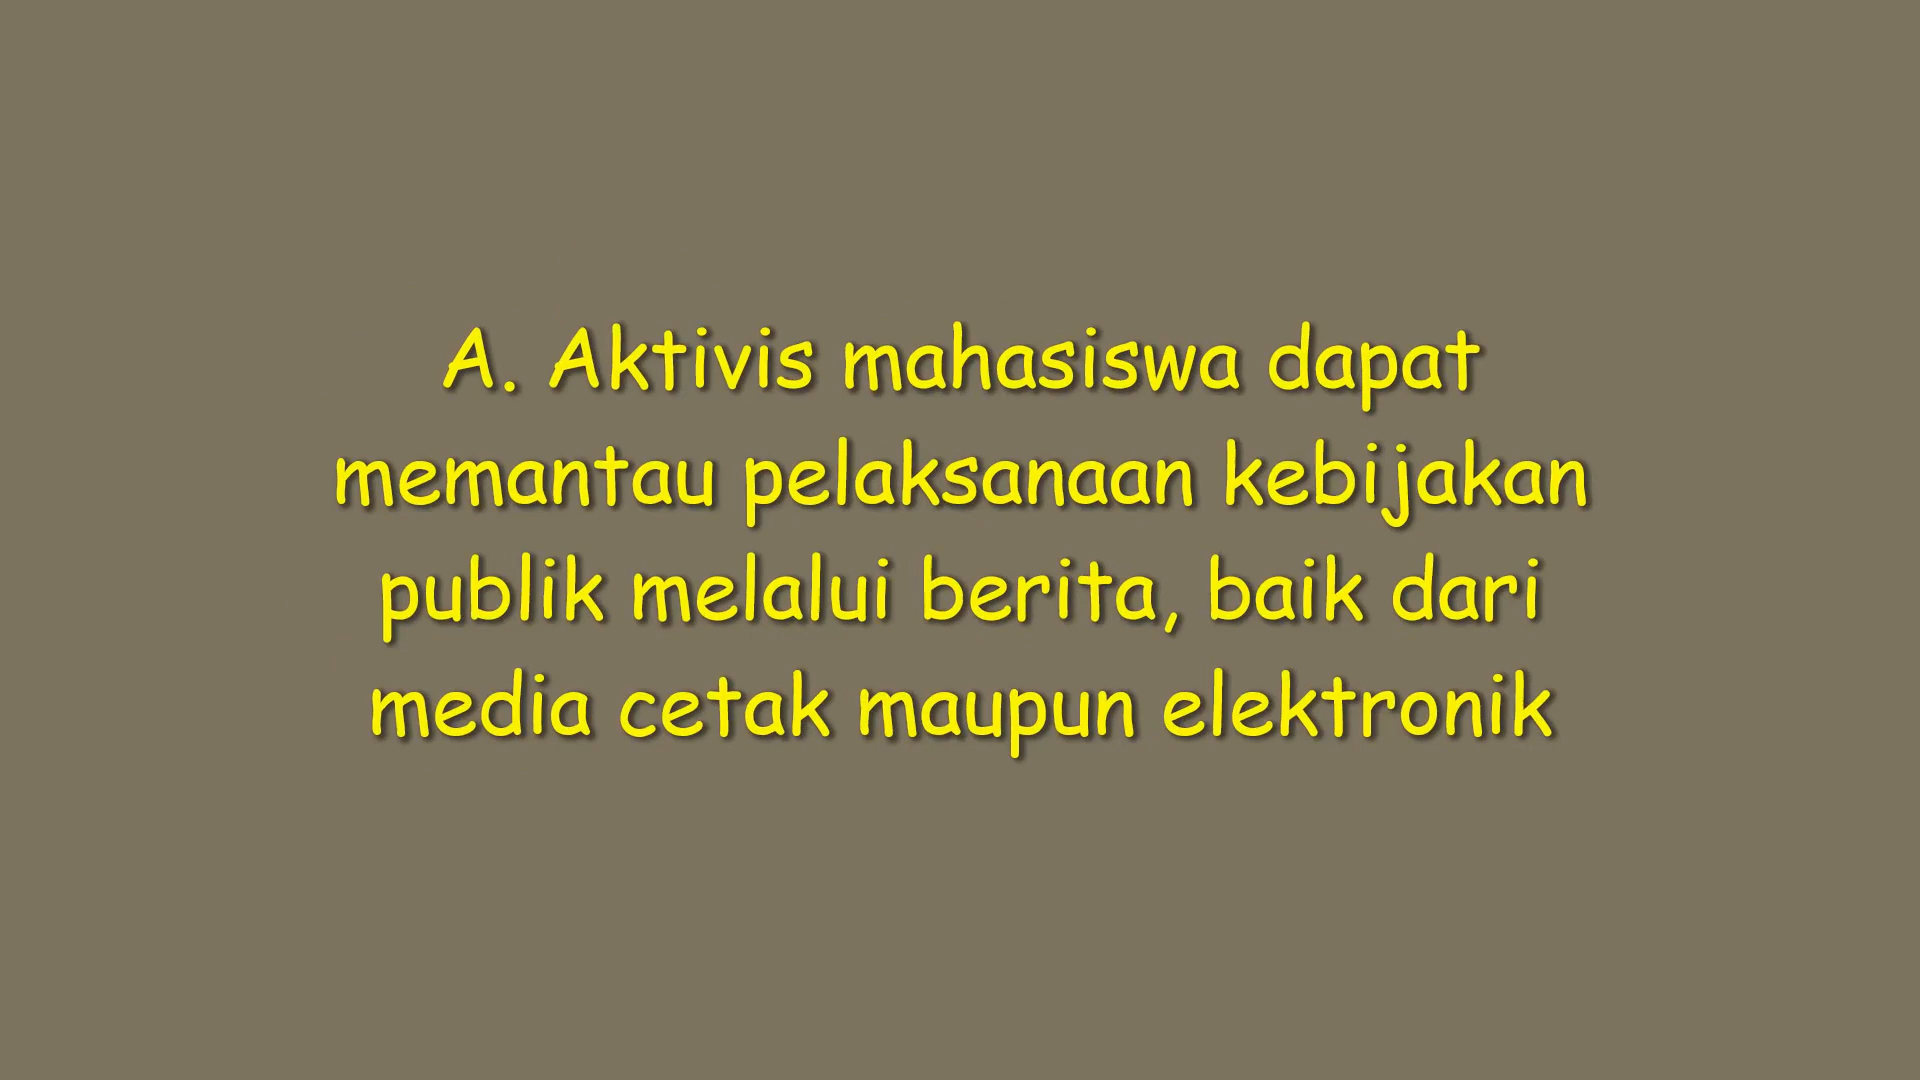 A. Aktivis mahasiswa dapat
memantau pelaksanaan kebijakan
publik melalui berita, baik dari
media cetak maupun elektronik